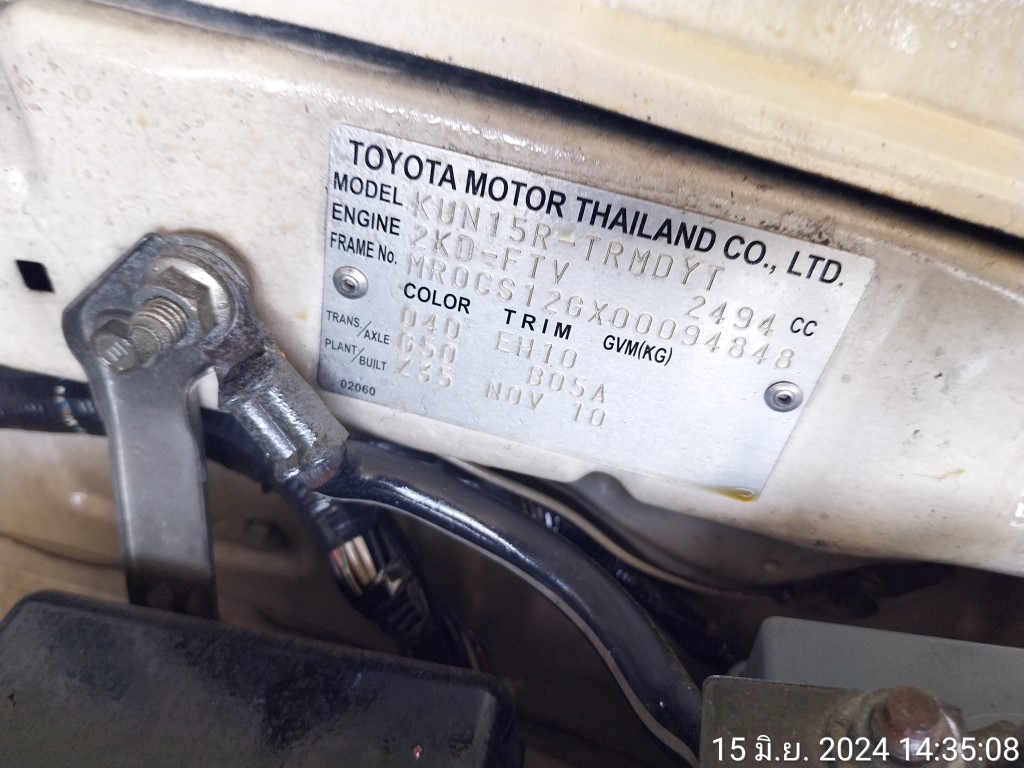 TOYOTA MOTOR THAILAND CO., LTD.
MODEL KUN15R-TRMDYT
ENGINE 2KD-FTV 2494 CC
FRAME No. MR0GS12GX00094848
COLOR TRIM GVM(KG)
040 EH10
TRANS/AXLE G50 B05A
PLANT/BUILT Z35 NOV 10
02060
15 มิ.ย. 2024 14:35:08